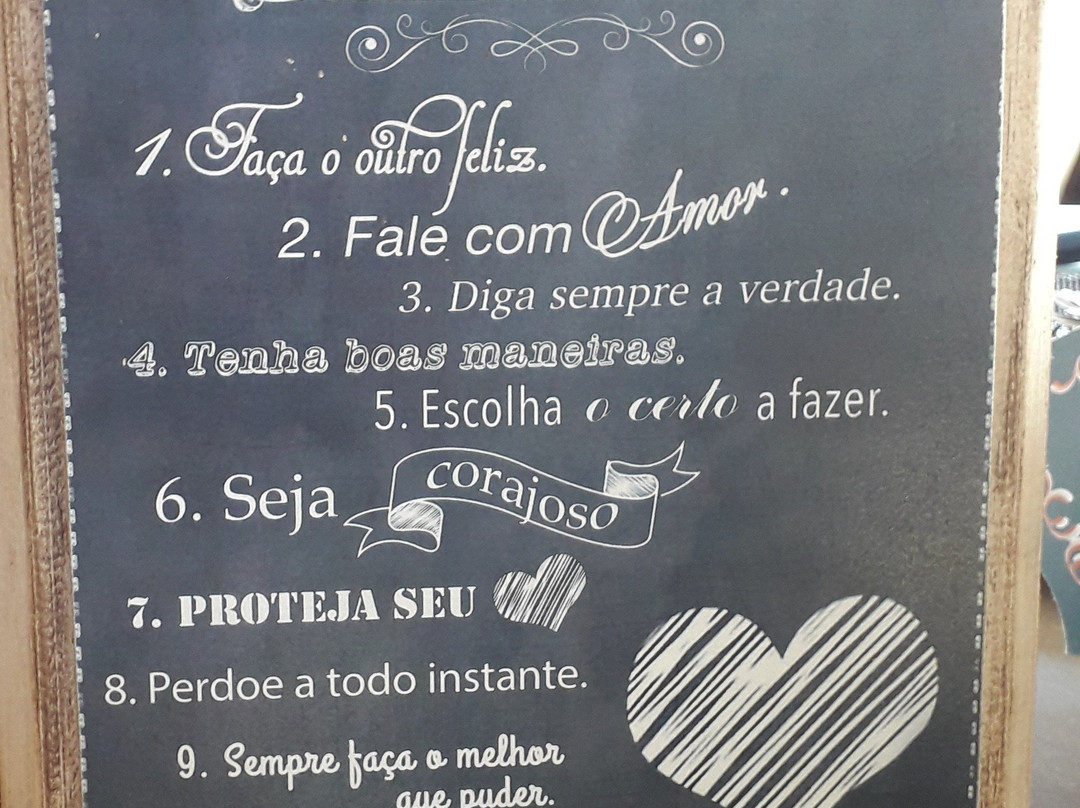 1. Faça o outro feliz.
2. Fale com Amor.
3. Diga sempre a verdade.
4. Tenha boas maneiras.
5. Escolha o certo a fazer.
6. Seja corajoso
7. PROTEJA SEU
8. Perdoe a todo instante.
9. Sempre faça o melhor
que puder.